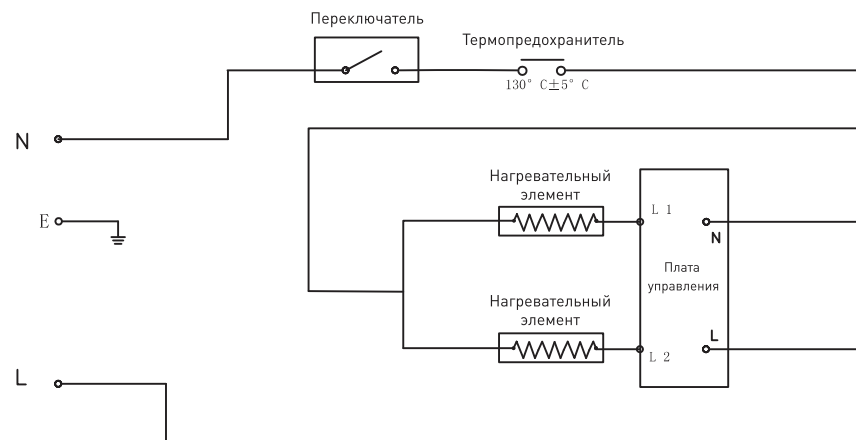 Переключатель
Термопредохранитель
130° C±5° C
N
Нагревательный
элемент
L 1
N
E
Плата
управления
Нагревательный
элемент
L
L 2
L